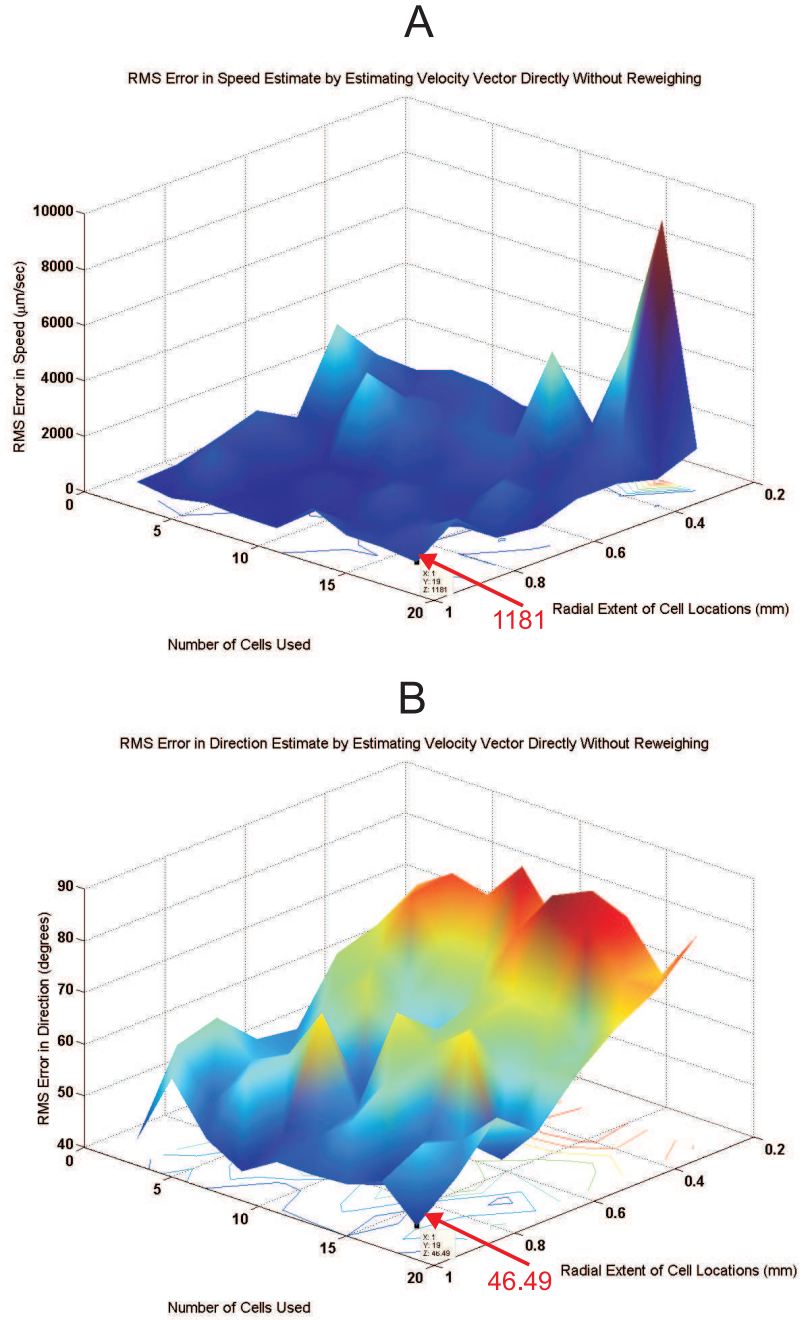 A
RMS Error in Speed Estimate by Estimating Velocity Vector Directly Without Reweighing
10000
8000
6000
4000
2000
0
RMS Error in Speed (μm/sec)
0
5
10
15
20
Number of Cells Used
0.2
0.4
0.6
0.8
1
Radial Extent of Cell Locations (mm)
X: 1
Y: 19
Z: 1181
1181
B
RMS Error in Direction Estimate by Estimating Velocity Vector Directly Without Reweighing
90
80
70
60
50
40
RMS Error in Direction (degrees)
0
5
10
15
20
Number of Cells Used
0.2
0.4
0.6
0.8
1
Radial Extent of Cell Locations (mm)
X: 1
Y: 19
Z: 46.49
46.49